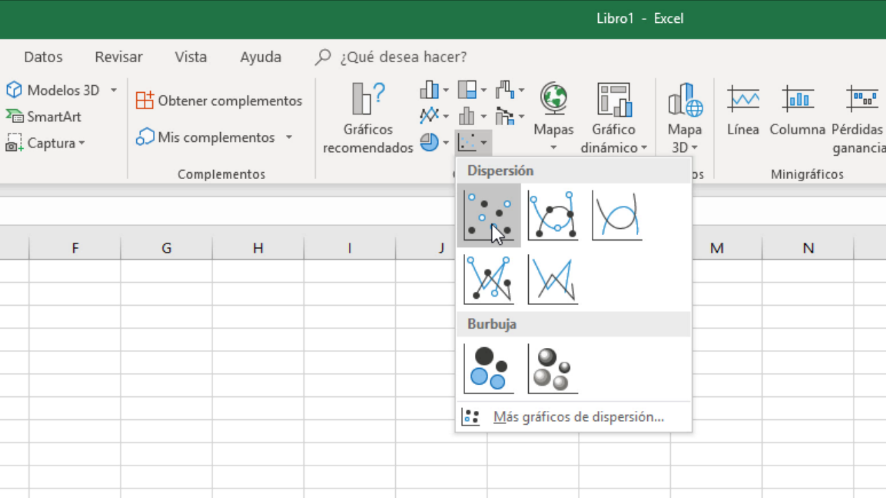 Libro1 - Excel
Datos Revisar Vista Ayuda ¿Qué desea hacer?
Modelos 3D
SmartArt
Captura
Obtener complementos
Mis complementos
Complementos
Gráficos
recomendados
Mapas
Gráfico
dinámico
Mapa
3D
Línea
Columna
Pérdidas
ganancia
Minigráficos
Dispersión
Burbuja
Más gráficos de dispersión...
F G H I J M N